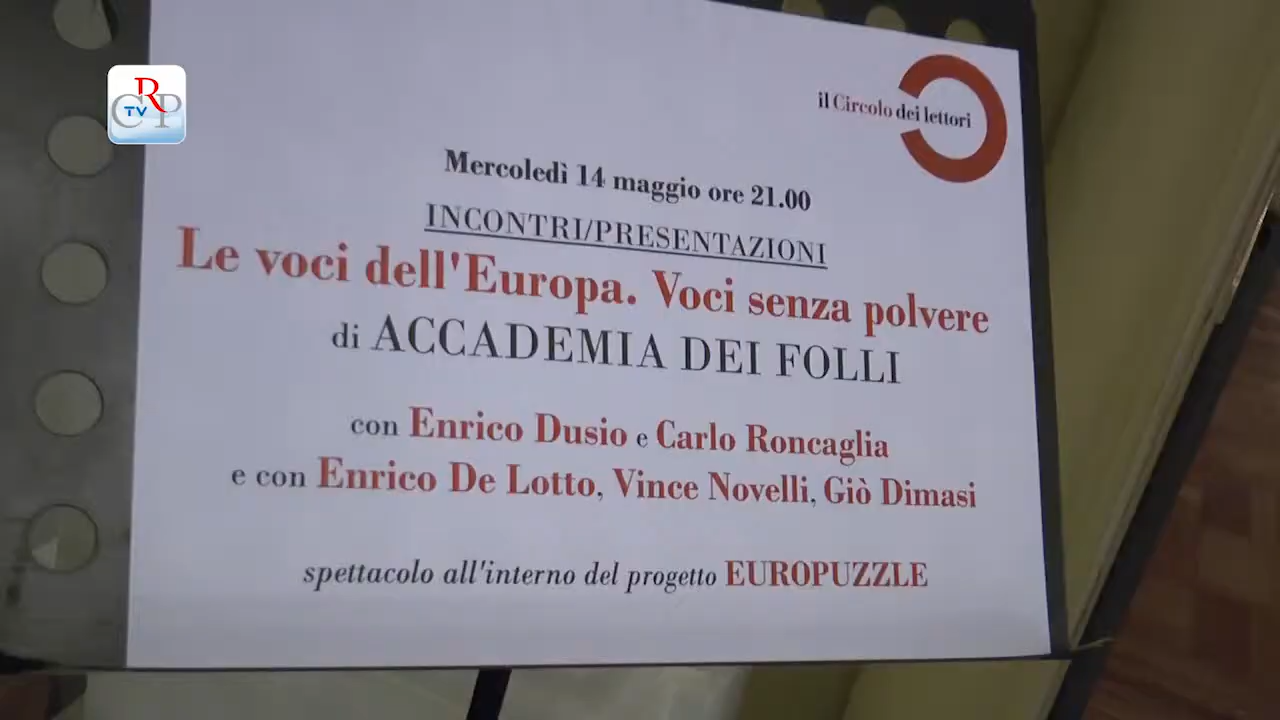 CRP
TV
il Circolo dei lettori
Mercoledì 14 maggio ore 21.00
INCONTRI/PRESENTAZIONI
Le voci dell'Europa. Voci senza polvere
di ACCADEMIA DEI FOLLI
con Enrico Dusio e Carlo Roncaglia
e con Enrico De Lotto, Vince Novelli, Giò Dimasi
spettacolo all'interno del progetto EUROPUZZLE